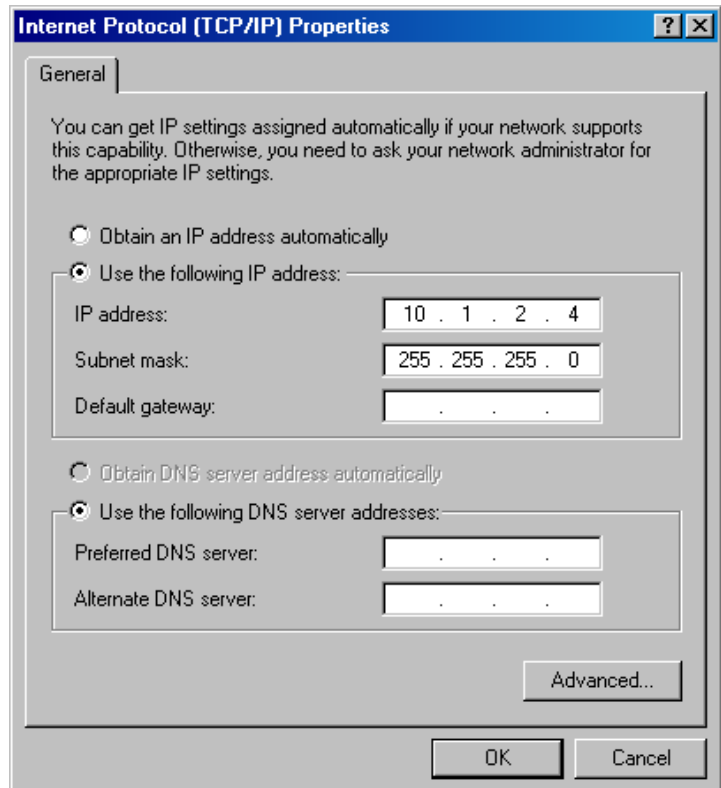 Internet Protocol (TCP/IP) Properties
General
You can get IP settings assigned automatically if your network supports
this capability. Otherwise, you need to ask your network administrator for
the appropriate IP settings.
Obtain an IP address automatically
Use the following IP address:
IP address: 10 . 1 . 2 . 4
Subnet mask: 255 . 255 . 255 . 0
Default gateway: . . .
Obtain DNS server address automatically
Use the following DNS server addresses:
Preferred DNS server: . . .
Alternate DNS server: . . .
Advanced...
OK Cancel